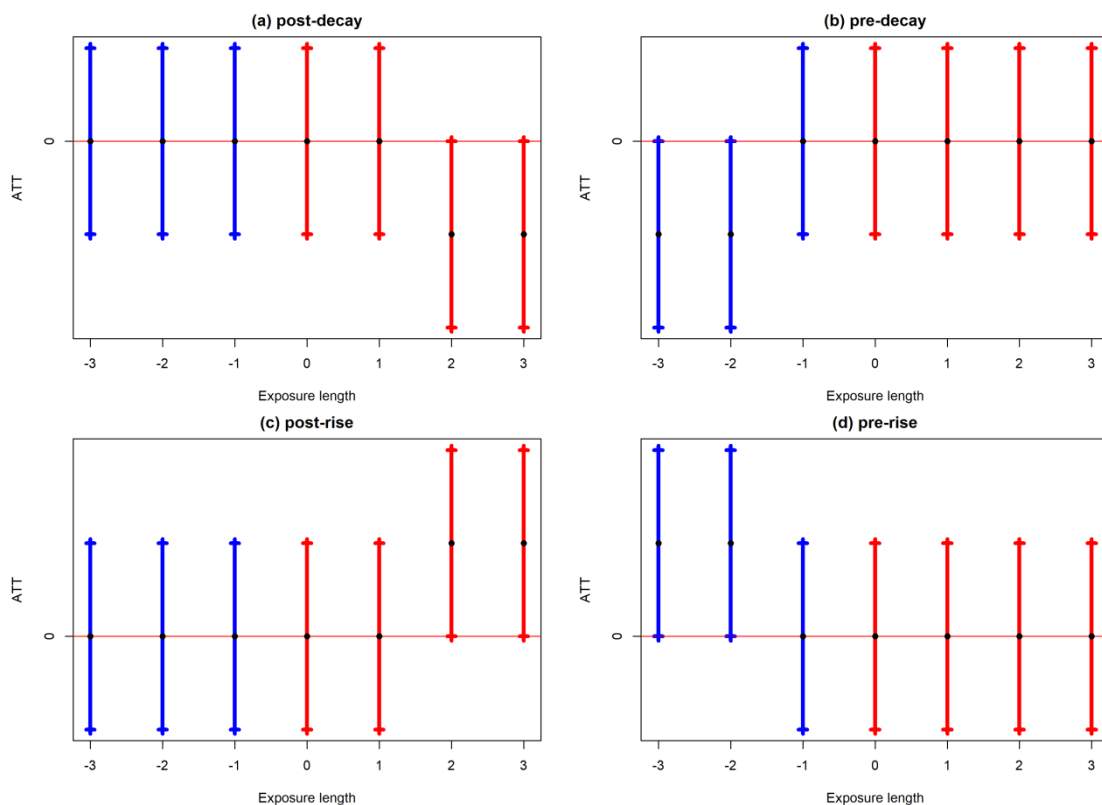 (a) post-decay
ATT
0
-3 -2 -1 0 1 2 3
Exposure length
(b) pre-decay
ATT
0
-3 -2 -1 0 1 2 3
Exposure length
(c) post-rise
ATT
0
-3 -2 -1 0 1 2 3
Exposure length
(d) pre-rise
ATT
0
-3 -2 -1 0 1 2 3
Exposure length